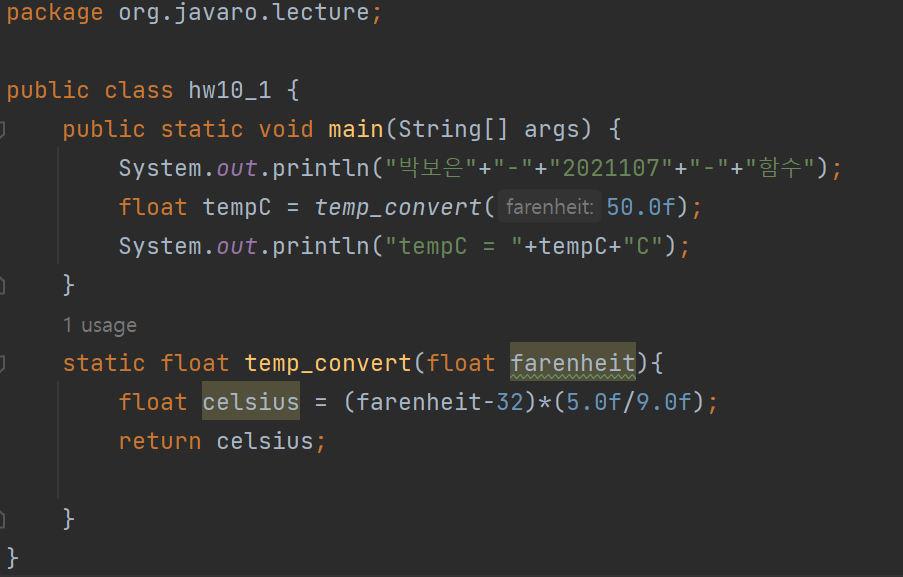 package org.javaro.lecture;
public class hw10_1 {
public static void main(String[] args) {
System.out.println("박보은"+"-"+"2021107"+"-"+"함수");
float tempC = temp_convert( farenheit: 50.0f);
System.out.println("tempC = "+tempC+"C");
}
1 usage
static float temp_convert(float farenheit){
float celsius = (farenheit-32)*(5.0f/9.0f);
return celsius;
}
}